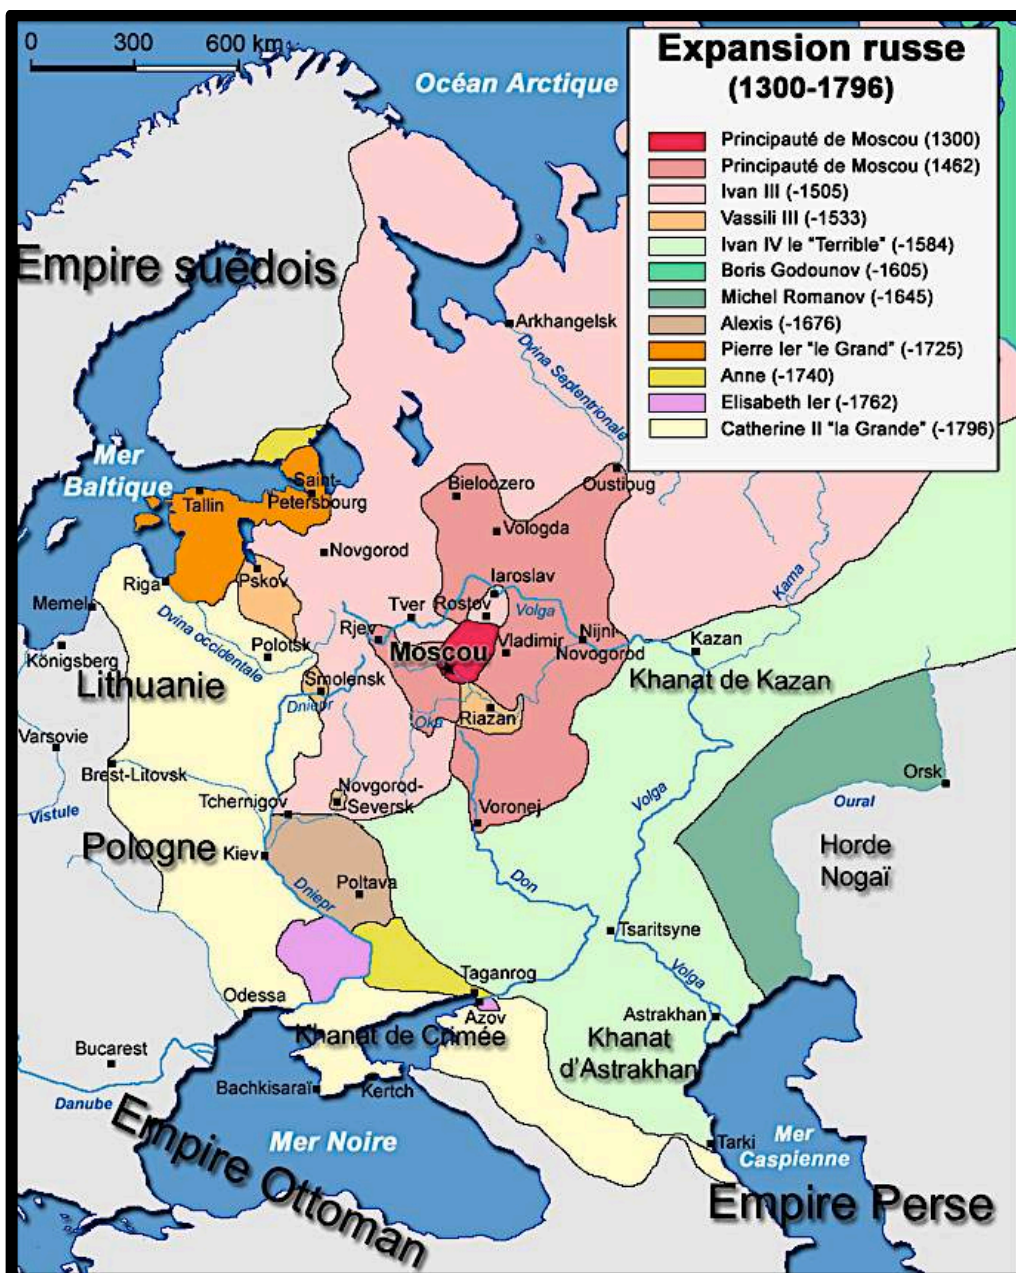 0 300 600 km
Océan Arctique
Expansion russe
(1300-1796)
Principauté de Moscou (1300)
Principauté de Moscou (1462)
Ivan III (-1505)
Vassili III (-1533)
Ivan IV le "Terrible" (-1584)
Boris Godounov (-1605)
Michel Romanov (-1645)
Alexis (-1676)
Pierre Ier "le Grand" (-1725)
Anne (-1740)
Elisabeth Ier (-1762)
Catherine II "la Grande" (-1796)
Empire suédois
Arkhangelsk
Dvina Septentrionale
Mer
Baltique
Bieloozero
Oustioug
Saint-
Petersbourg
Tallin
Vologda
Novgorod
Pskov
Riga
Iaroslav
Kama
Memel
Tver
Rostov
Volga
Rjev
Nijni
Novogorod
Vladimir
Kazan
Dvina occidentale
Polotsk
Moscou
Königsberg
Lithuanie
Smolensk
Khanat de Kazan
Dniepr
Oka
Riazan
Varsovie
Brest-Litovsk
Orsk
Novgorod-
Seversk
Volga
Tchernigov
Voronej
Oural
Vistule
Pologne
Kiev
Horde
Nogaï
Poltava
Don
Dniepr
Tsaritsyne
Taganrog
Volga
Odessa
Azov
Astrakhan
Khanat de Crimée
Khanat
d'Astrakhan
Bucarest
Bachkisaraï
Kertch
Danube
Empire Ottoman
Mer Noire
Tarki
Mer
Caspienne
Empire Perse